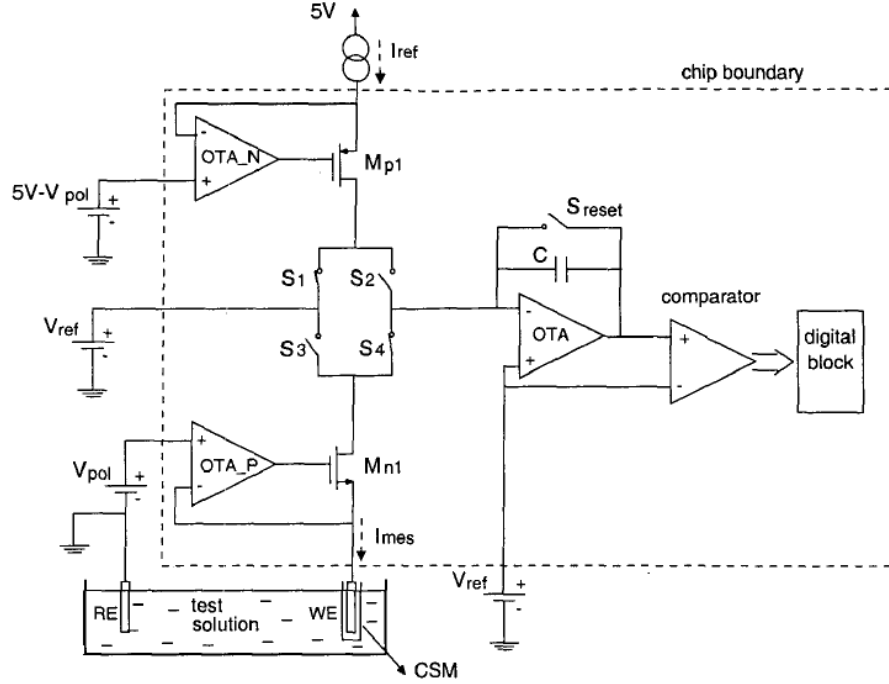 5V
Iref
chip boundary
-
OTA_N
+
Mp1
5V-Vpol
+
-
Sreset
S1
S2
C
comparator
Vref
+
-
-
OTA
+
+
-
digital
block
S3
S4
+
OTA_P
-
Mn1
Vpol
+
-
Imes
Vref
+
-
RE
test
solution
WE
CSM